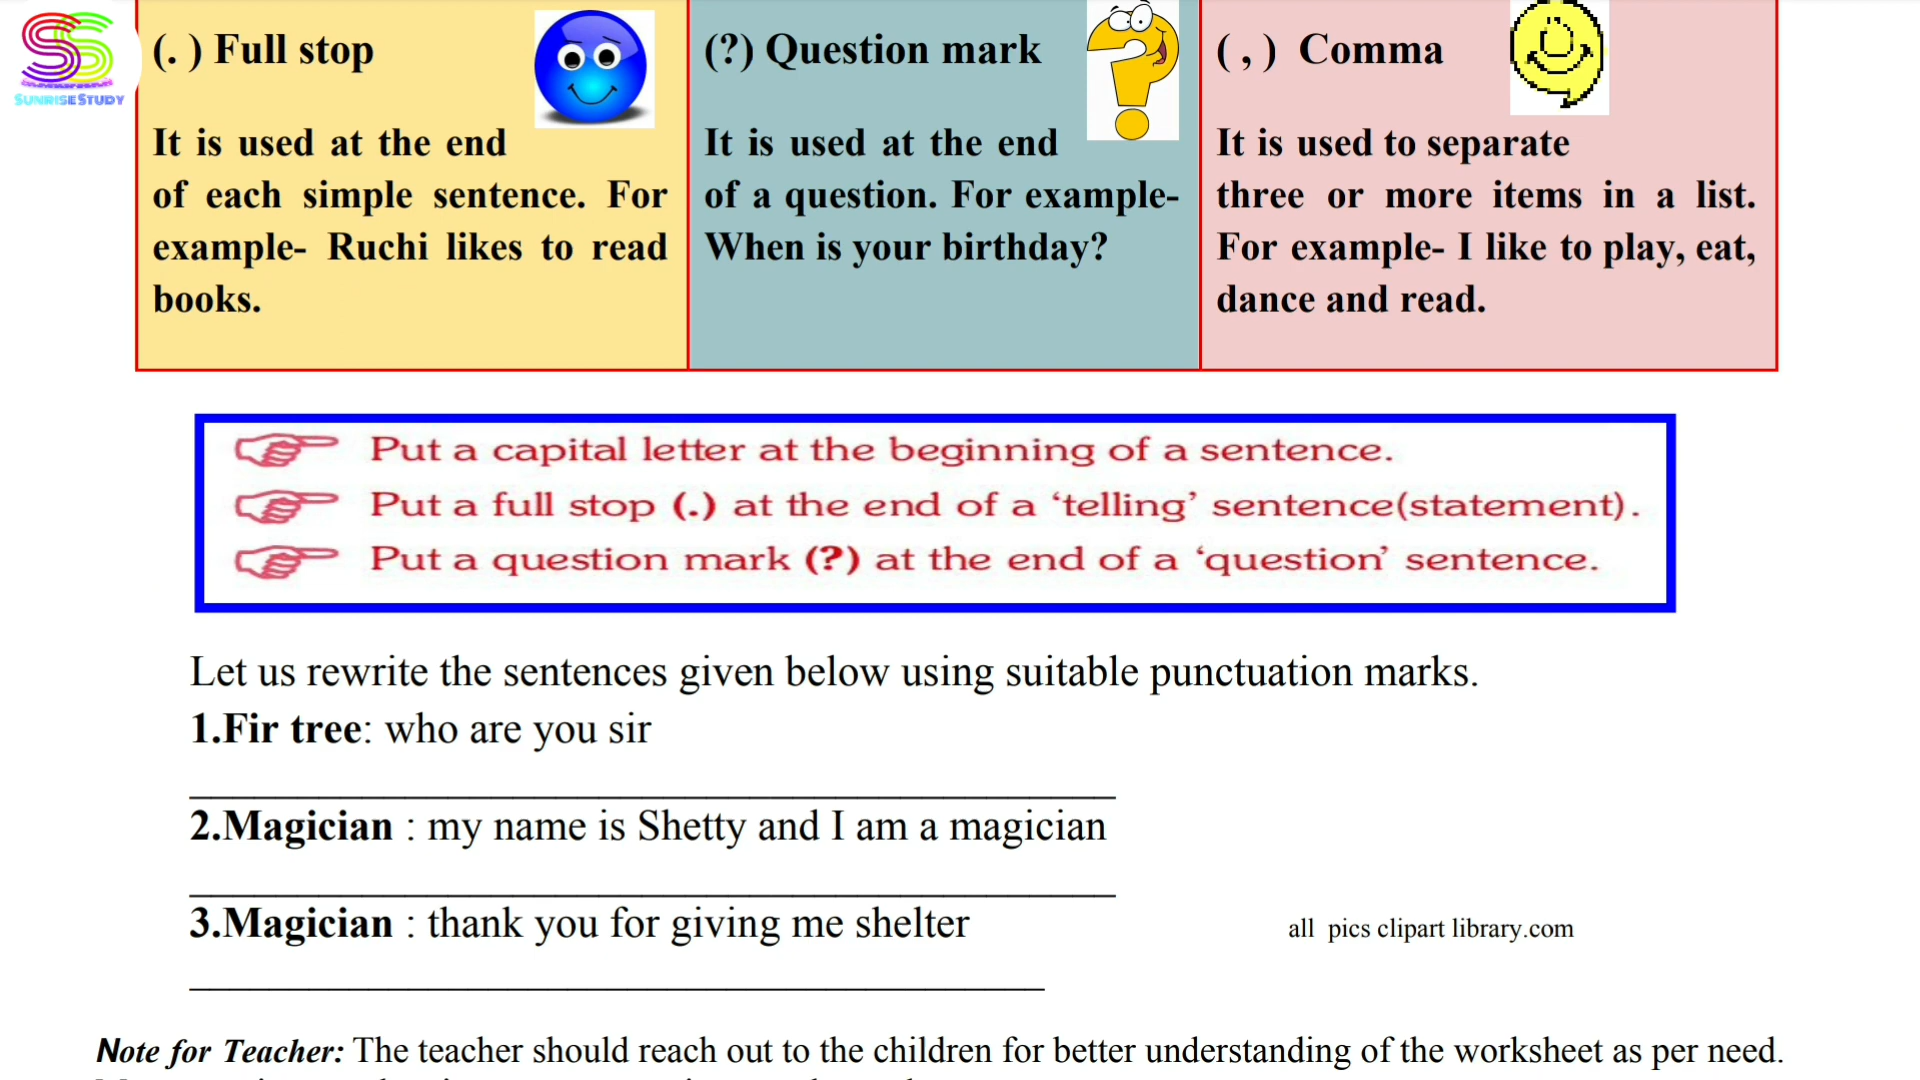 SUNRISE STUDY
(. ) Full stop
It is used at the end
of each simple sentence. For
example- Ruchi likes to read
books.
(?) Question mark
It is used at the end
of a question. For example-
When is your birthday?
( , ) Comma
It is used to separate
three or more items in a list.
For example- I like to play, eat,
dance and read.
Put a capital letter at the beginning of a sentence.
Put a full stop (.) at the end of a ‘telling’ sentence(statement).
Put a question mark (?) at the end of a ‘question’ sentence.
Let us rewrite the sentences given below using suitable punctuation marks.
1.Fir tree: who are you sir
2.Magician : my name is Shetty and I am a magician
3.Magician : thank you for giving me shelter
all pics clipart library.com
Note for Teacher: The teacher should reach out to the children for better understanding of the worksheet as per need.